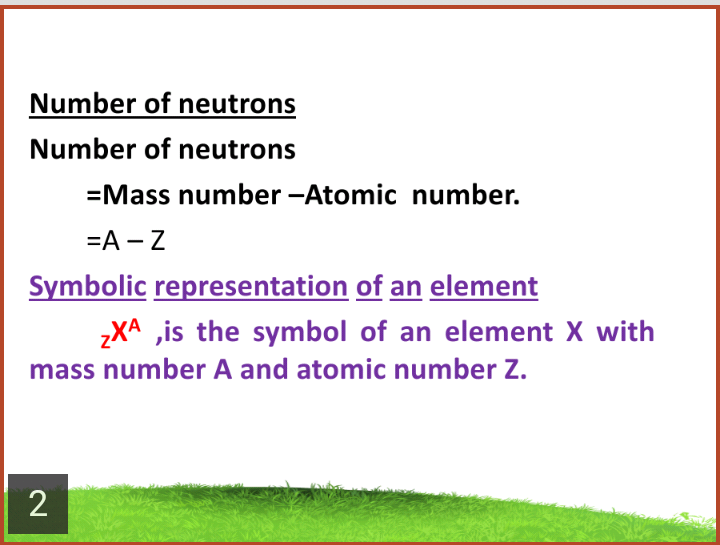 Number of neutrons
Number of neutrons
=Mass number –Atomic number.
=A – Z
Symbolic representation of an element
ZXA ,is the symbol of an element X with
mass number A and atomic number Z.
2